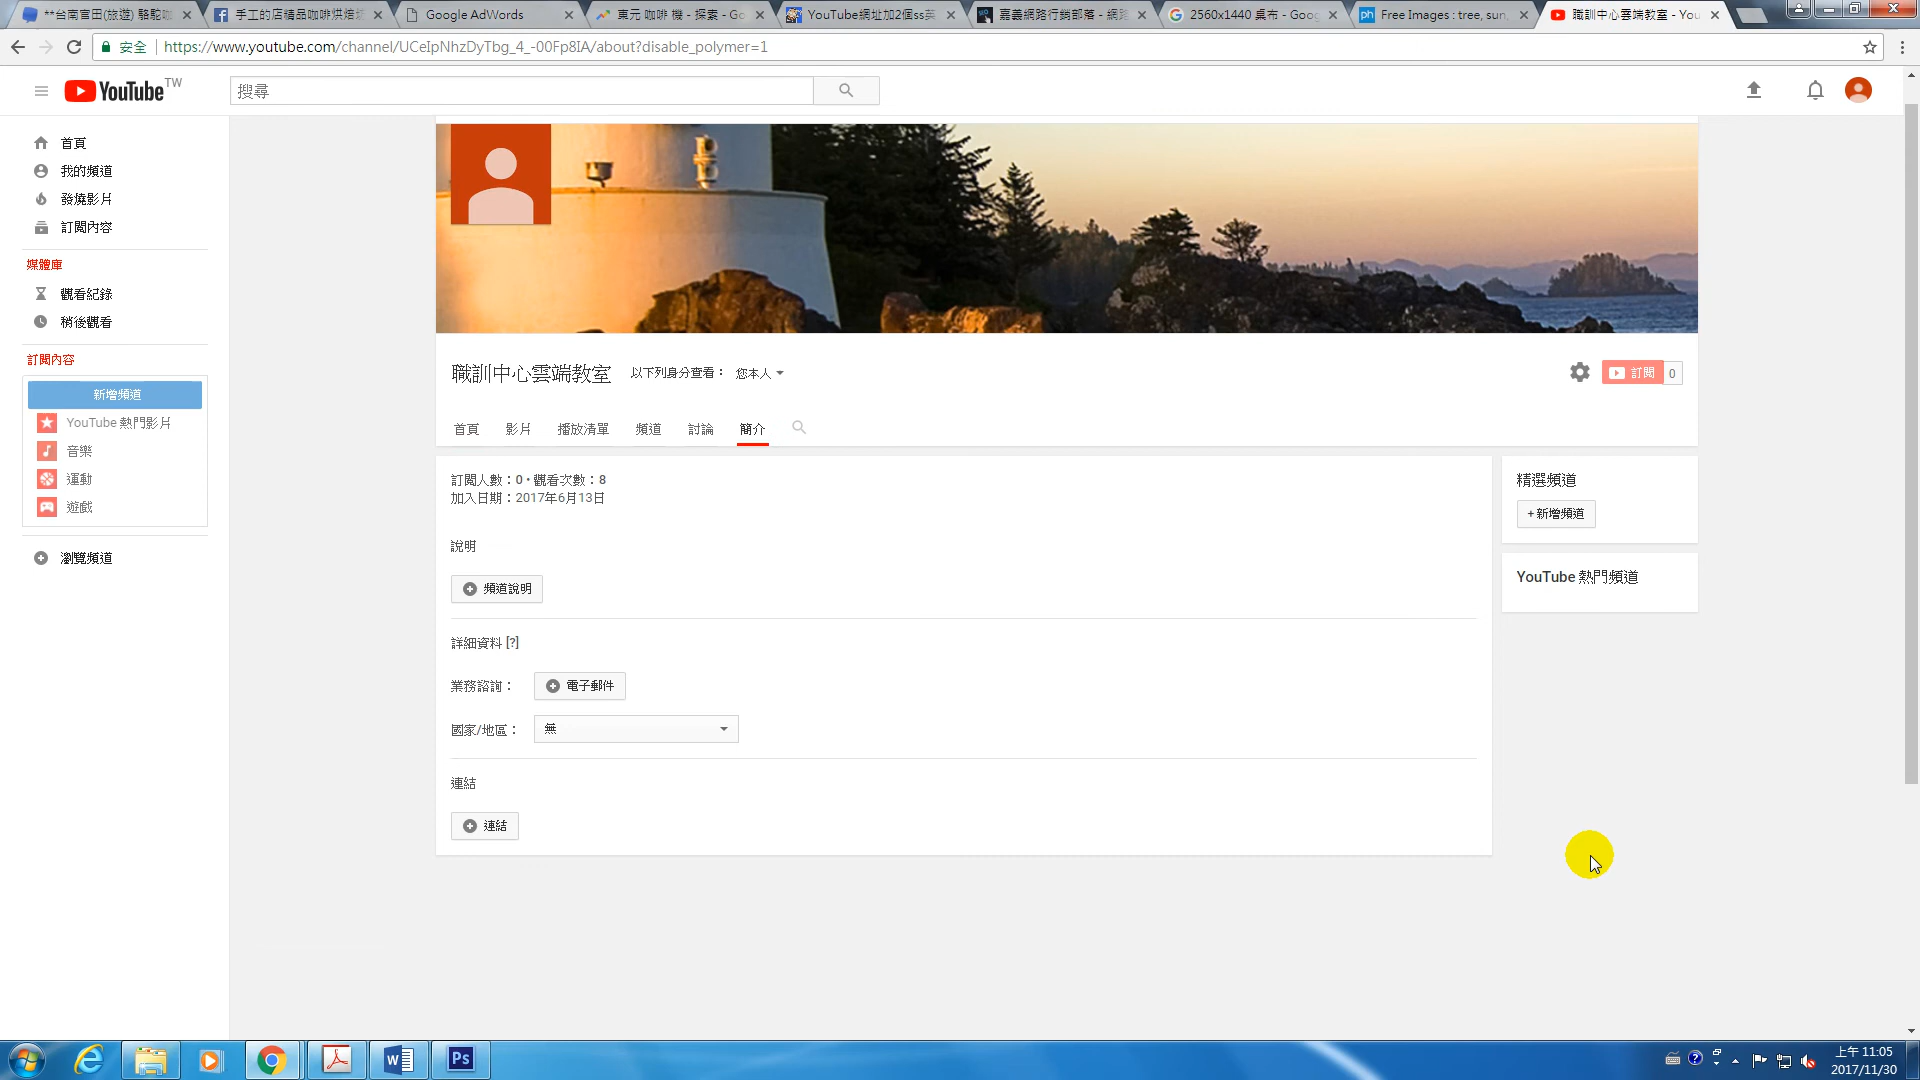 **台南官田(旅遊) 駱駝咖
手工的店精品咖啡烘焙坊
Google AdWords
東元 咖啡 機 - 探索 - Go
YouTube網址加2個ss英
嘉義網路行銷部落 - 網路
2560x1440 桌布 - Goog
Free Images : tree, sun,
職訓中心雲端教室 - You
安全
https://www.youtube.com/channel/UCeIpNhzDyTbg_4_-00Fp8IA/about?disable_polymer=1
YouTube TW
搜尋
首頁
我的頻道
發燒影片
訂閱內容
媒體庫
觀看紀錄
稍後觀看
訂閱內容
新增頻道
YouTube 熱門影片
音樂
運動
遊戲
瀏覽頻道
職訓中心雲端教室 以下列身分查看： 您本人
訂閱 0
首頁 影片 播放清單 頻道 討論 簡介
訂閱人數：0 • 觀看次數：8
加入日期：2017年6月13日
說明
頻道說明
詳細資料 [?]
業務諮詢： 電子郵件
國家/地區： 無
連結
連結
精選頻道
+ 新增頻道
YouTube 熱門頻道
W
Ps
上午 11:05
2017/11/30